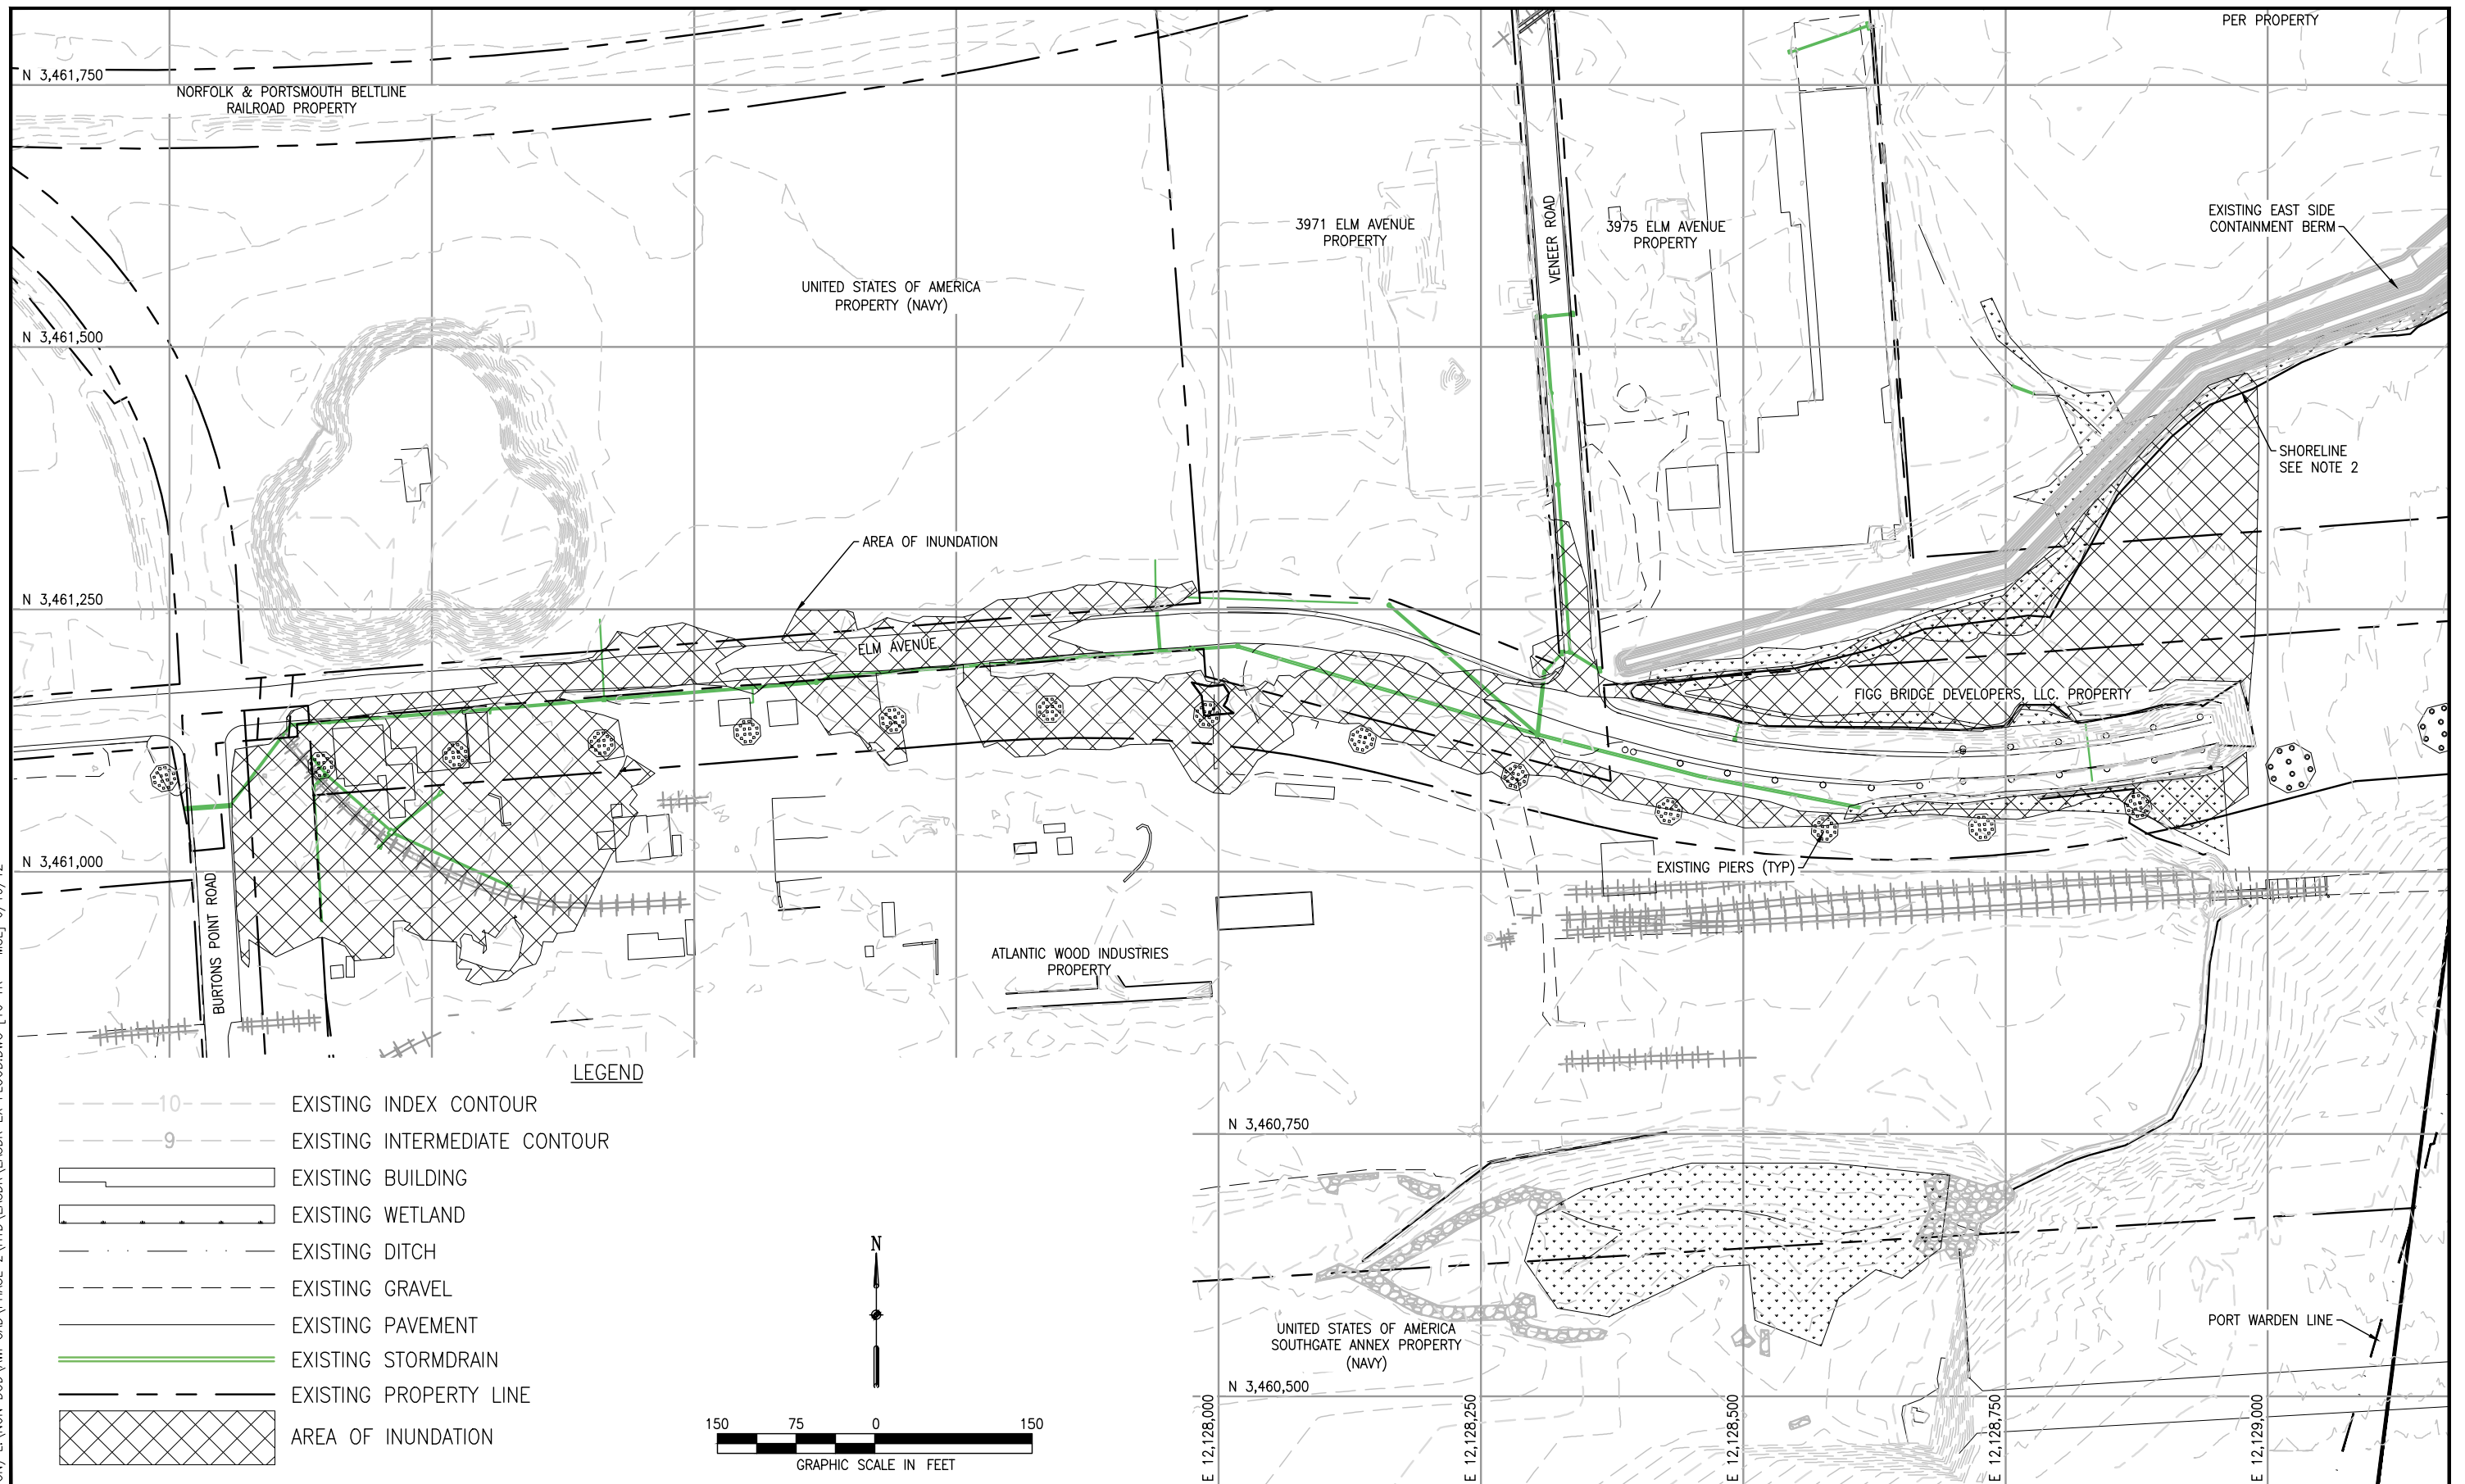 PER PROPERTY
N 3,461,750
NORFOLK & PORTSMOUTH BELTLINE
RAILROAD PROPERTY
3971 ELM AVENUE
PROPERTY
VENEER ROAD
3975 ELM AVENUE
PROPERTY
EXISTING EAST SIDE
CONTAINMENT BERM
UNITED STATES OF AMERICA
PROPERTY (NAVY)
N 3,461,500
SHORELINE
SEE NOTE 2
AREA OF INUNDATION
N 3,461,250
ELM AVENUE
FIGG BRIDGE DEVELOPERS, LLC. PROPERTY
N 3,461,000
EXISTING PIERS (TYP)
BURTONS POINT ROAD
ATLANTIC WOOD INDUSTRIES
PROPERTY
LEGEND
10
EXISTING INDEX CONTOUR
9
EXISTING INTERMEDIATE CONTOUR
EXISTING BUILDING
EXISTING WETLAND
EXISTING DITCH
EXISTING GRAVEL
EXISTING PAVEMENT
EXISTING STORMDRAIN
EXISTING PROPERTY LINE
AREA OF INUNDATION
N
150 75 0 150
GRAPHIC SCALE IN FEET
N 3,460,750
UNITED STATES OF AMERICA
SOUTHGATE ANNEX PROPERTY
(NAVY)
PORT WARDEN LINE
N 3,460,500
E 12,128,000
E 12,128,250
E 12,128,500
E 12,128,750
E 12,129,000